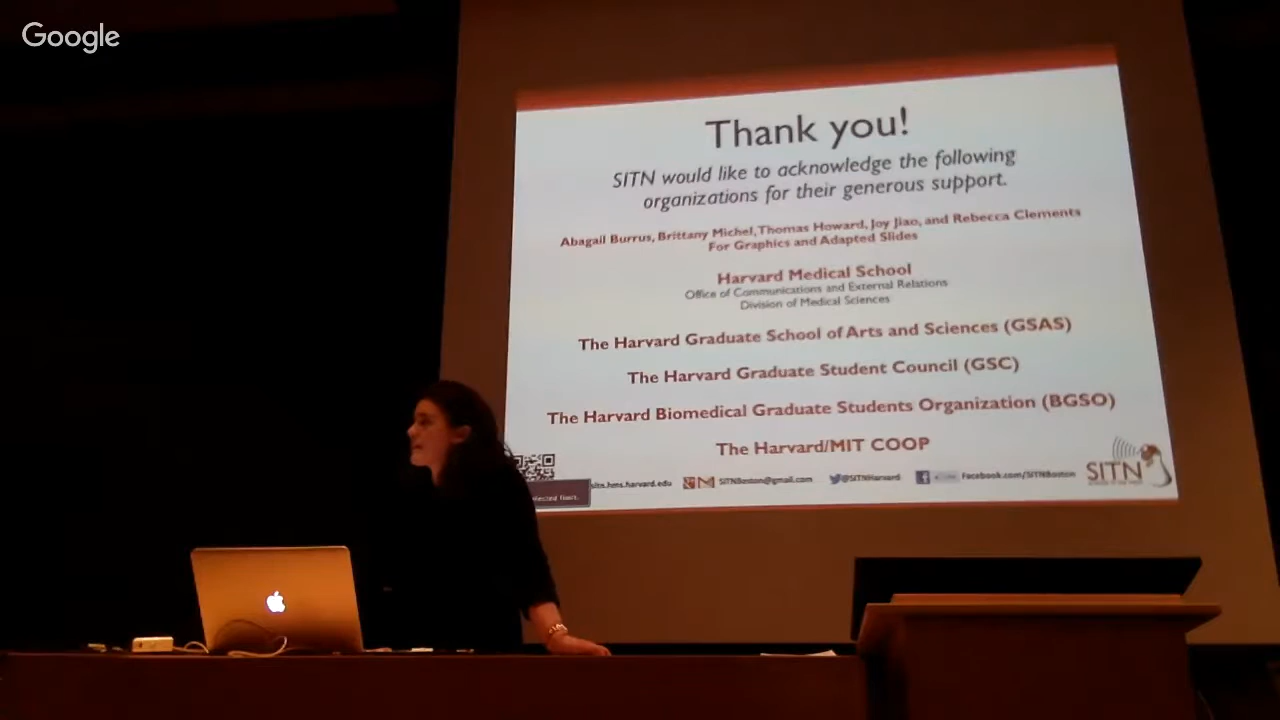 Google
Thank you!
SITN would like to acknowledge the following
organizations for their generous support.
Abagail Burrus, Brittany Michel, Thomas Howard, Joy Jiao, and Rebecca Clements
For Graphics and Adapted Slides
Harvard Medical School
Office of Communications and External Relations
Division of Medical Sciences
The Harvard Graduate School of Arts and Sciences (GSAS)
The Harvard Graduate Student Council (GSC)
The Harvard Biomedical Graduate Students Organization (BGSO)
The Harvard/MIT COOP
sitn.hms.harvard.edu SITNBoston@gmail.com @SITNHarvard Facebook.com/SITNBoston
SITN